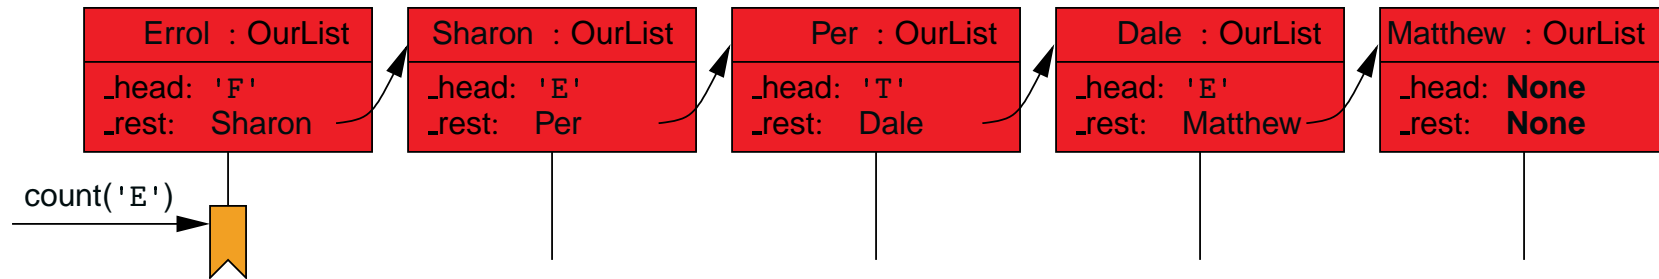 Errol : OurList
_head: 'F'
_rest: Sharon
Sharon : OurList
_head: 'E'
_rest: Per
Per : OurList
_head: 'T'
_rest: Dale
Dale : OurList
_head: 'E'
_rest: Matthew
Matthew : OurList
_head: None
_rest: None
count('E')